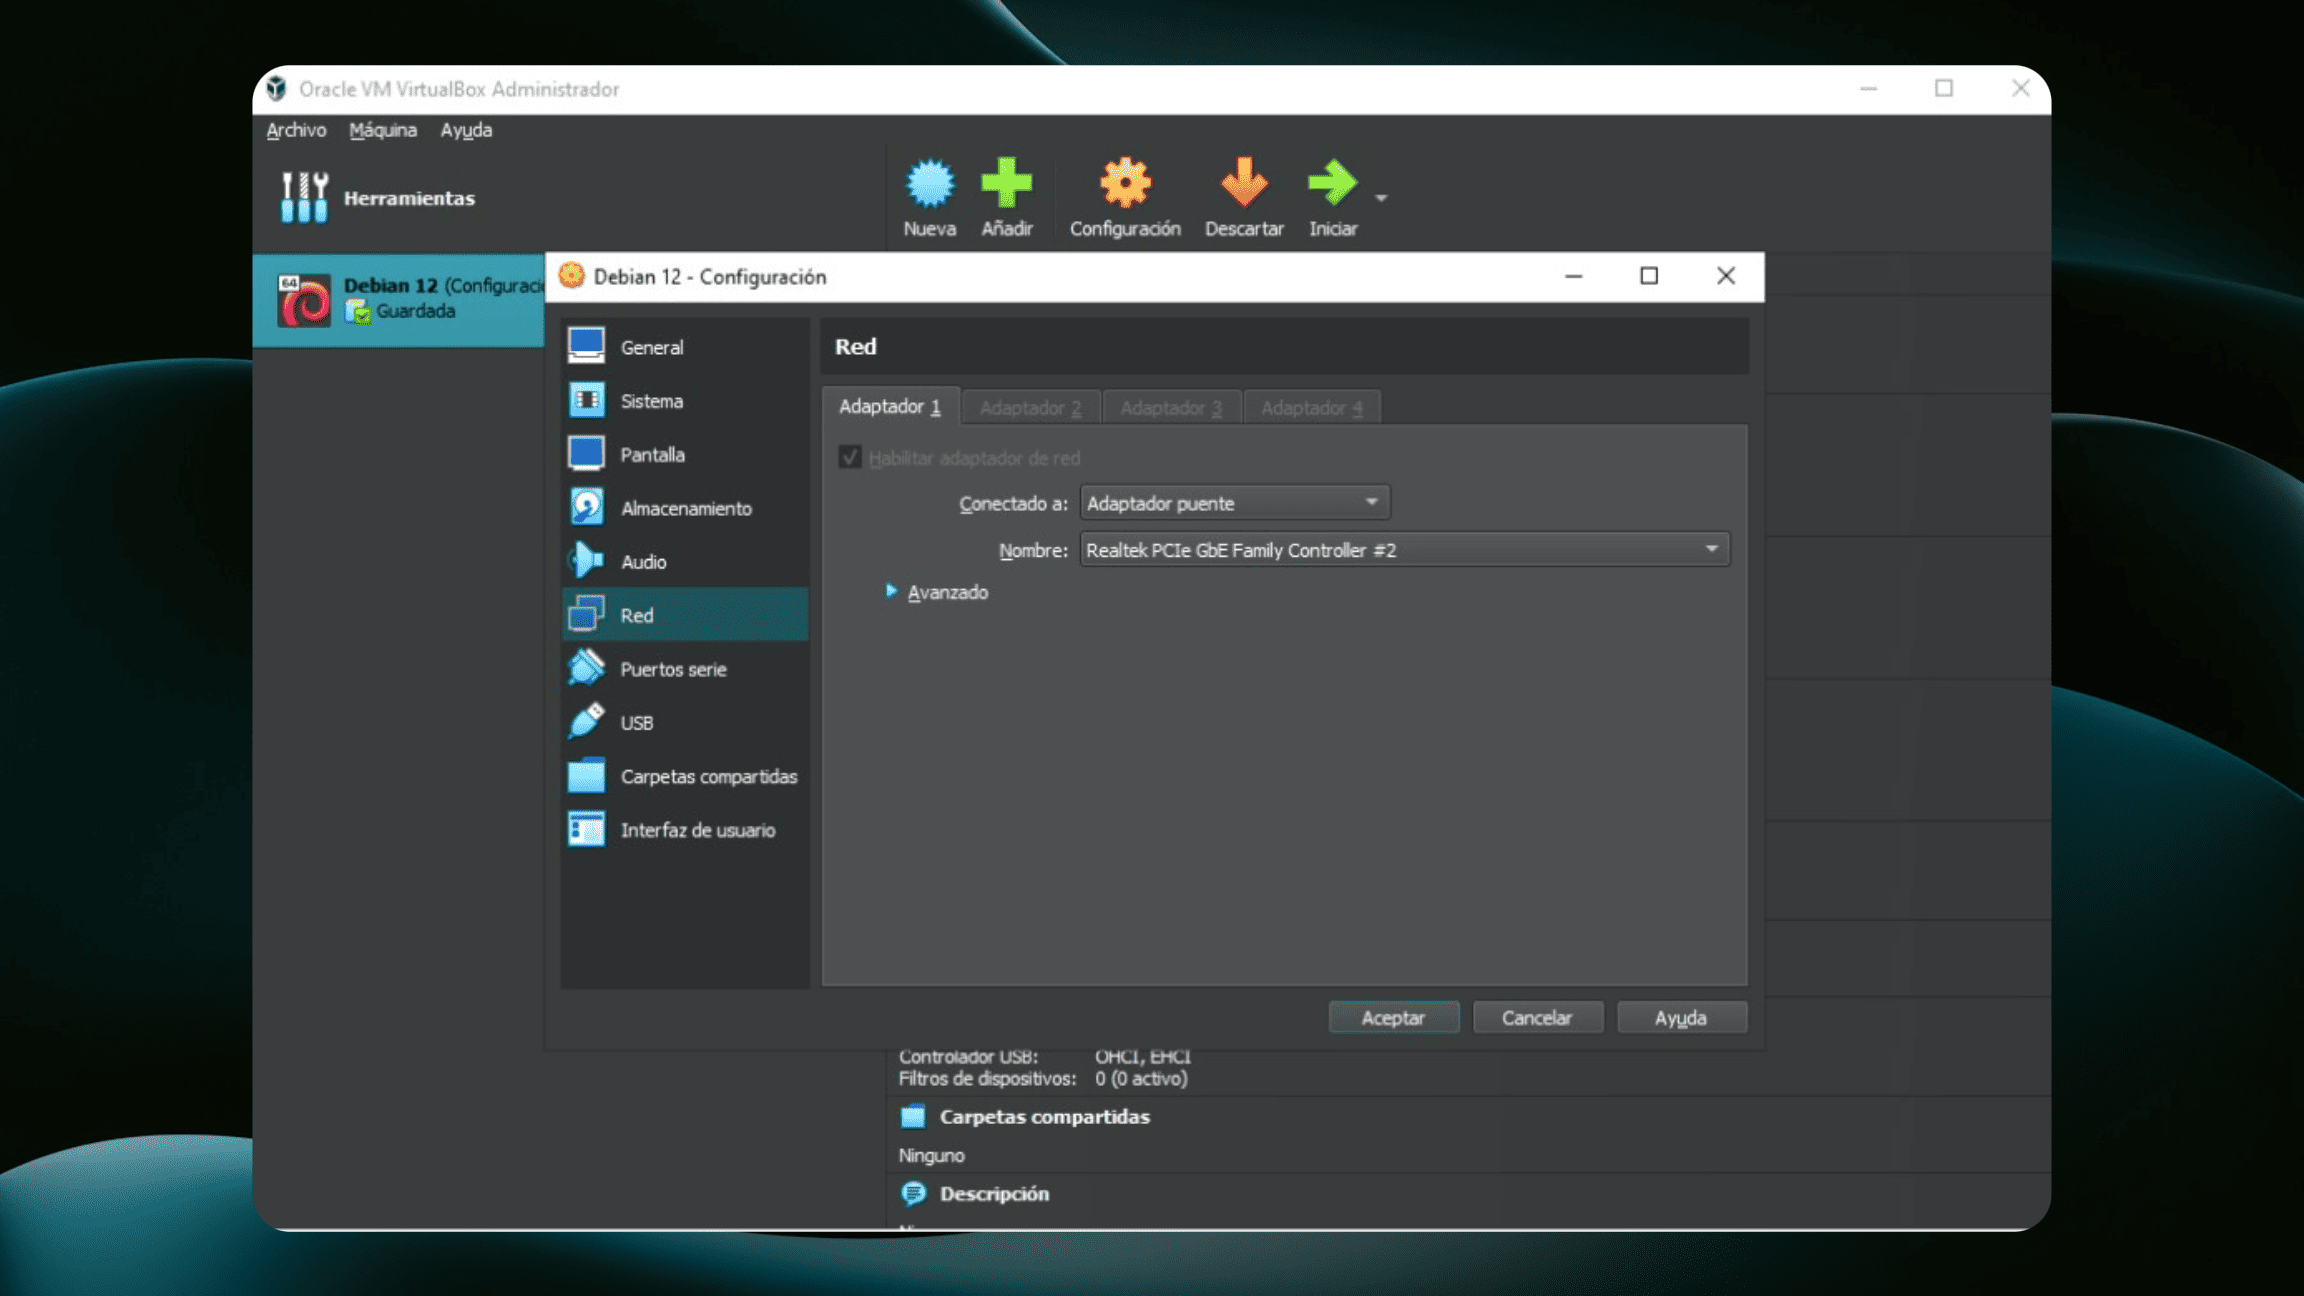 Oracle VM VirtualBox Administrador
Archivo Máquina Ayuda
Herramientas
Nueva Añadir Configuración Descartar Iniciar
64
Debian 12
Guardada
Debian 12 - Configuración
General
Sistema
Pantalla
Almacenamiento
Audio
Red
Puertos serie
USB
Carpetas compartidas
Interfaz de usuario
Red
Adaptador 1 Adaptador 2 Adaptador 3 Adaptador 4
Habilitar adaptador de red
Conectado a: Adaptador puente
Nombre: Realtek PCIe GbE Family Controller #2
Avanzado
Aceptar Cancelar Ayuda
Controlador USB: OHCI, EHCI
Filtros de dispositivos: 0 (0 activo)
Carpetas compartidas
Ninguno
Descripción